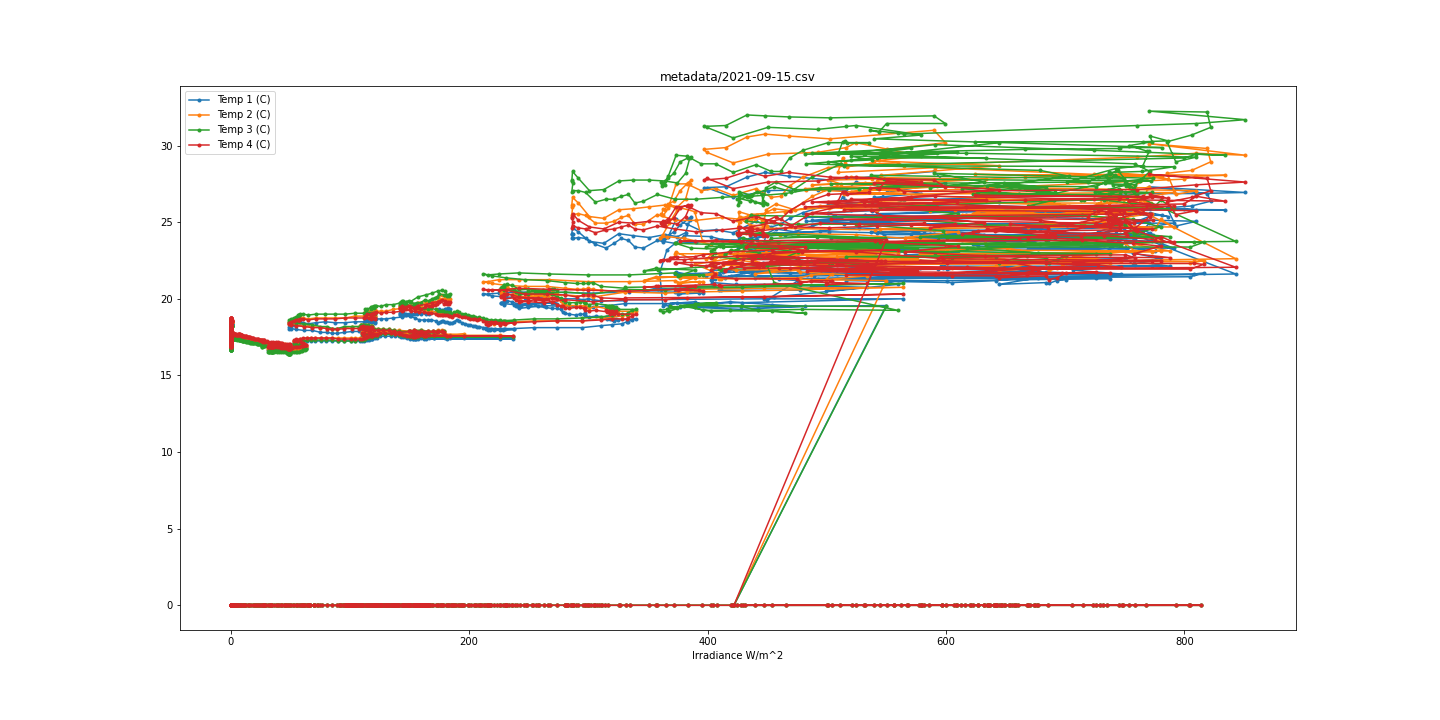 metadata/2021-09-15.csv
Temp 1 (C)
Temp 2 (C)
Temp 3 (C)
Temp 4 (C)
30
25
20
15
10
5
0
0 200 400 600 800
Irradiance W/m^2